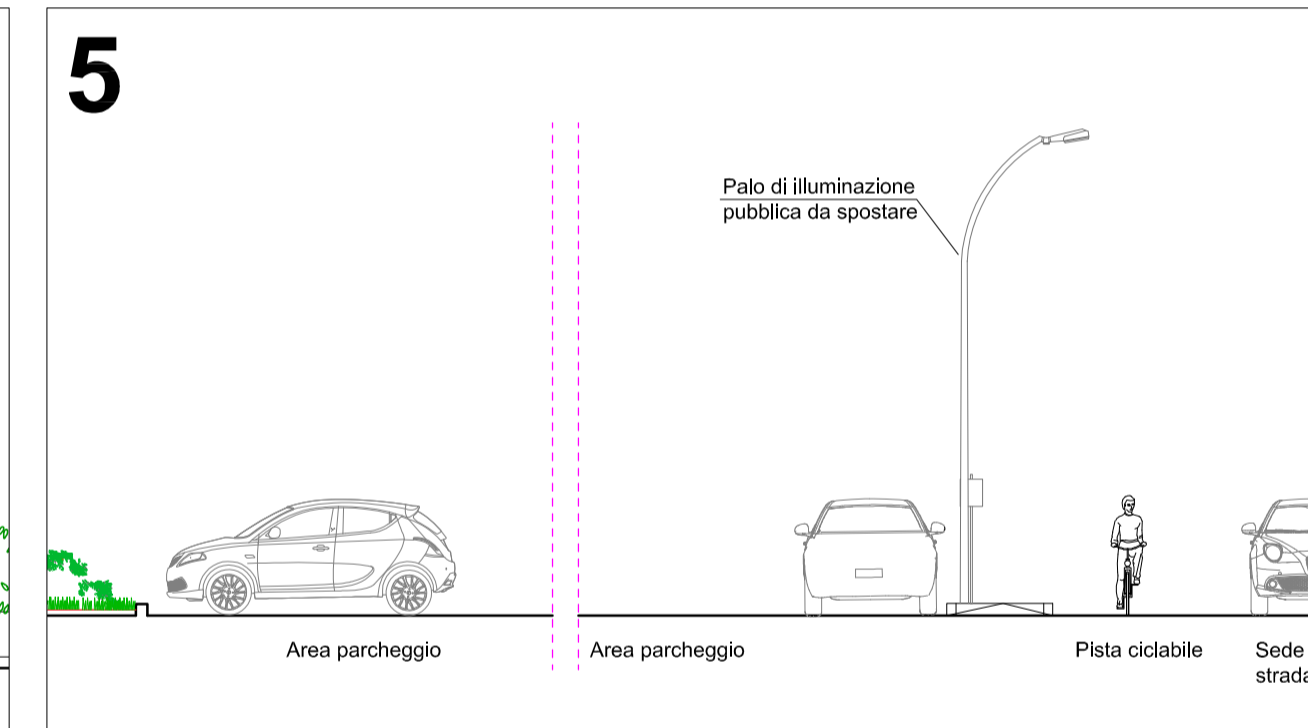 5
Palo di illuminazione
pubblica da spostare
Area parcheggio
Area parcheggio
Pista ciclabile
Sede
strada